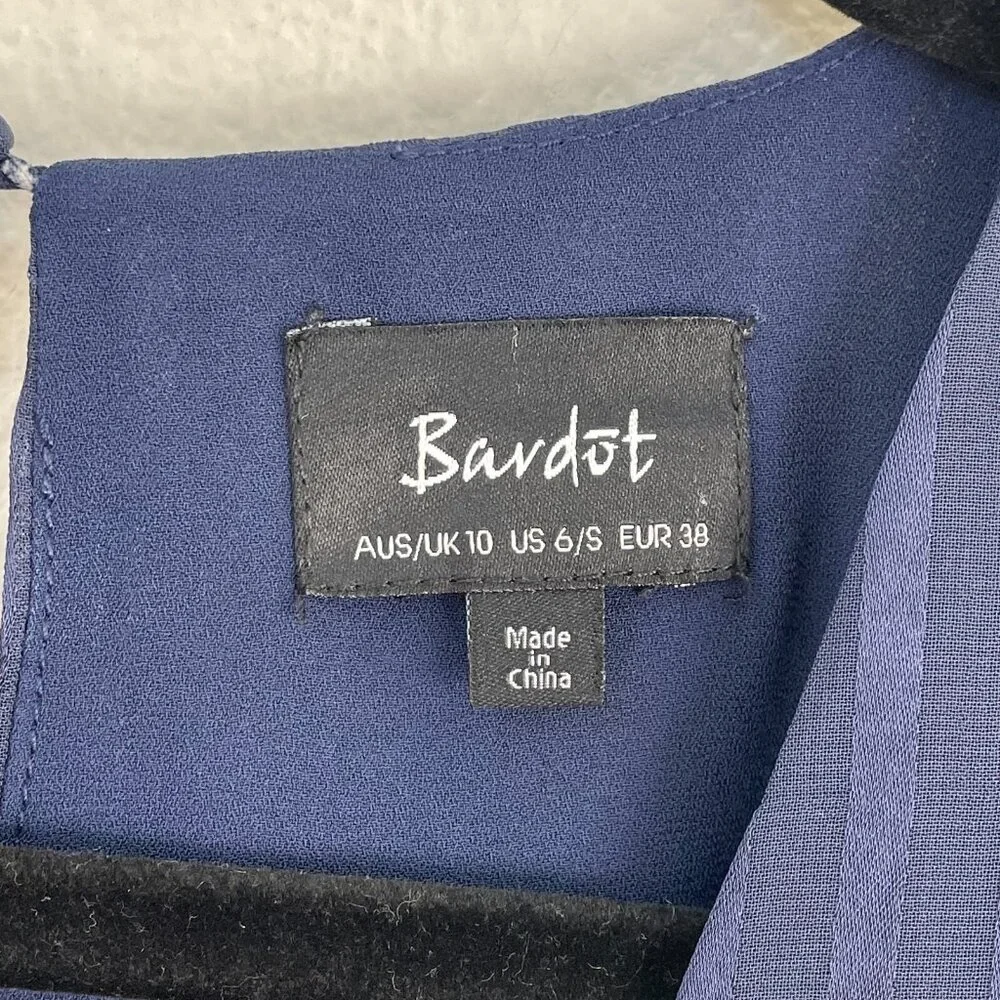 Bardōt
AUS/UK 10 US 6/S EUR 38
Made
in
China